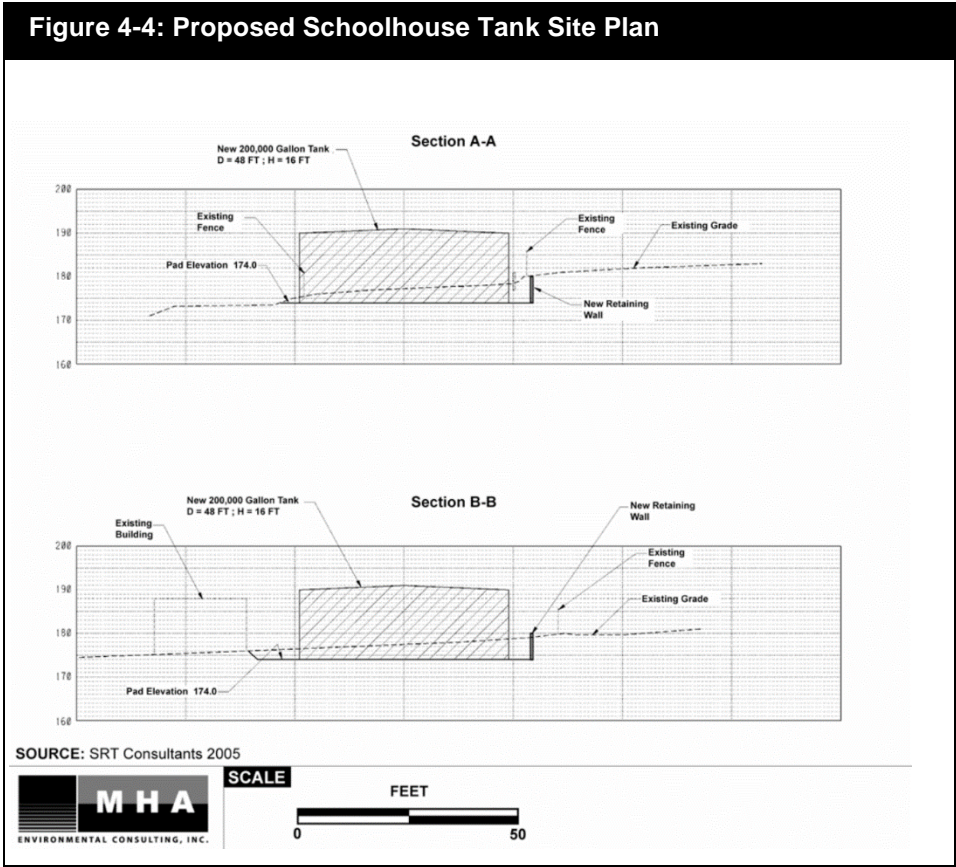 Figure 4-4: Proposed Schoolhouse Tank Site Plan
Section A-A
New 200,000 Gallon Tank
D = 48 FT ; H = 16 FT
200
Existing
Fence
Existing
Fence
Existing Grade
190
Pad Elevation 174.0
180
New Retaining
Wall
170
160
Section B-B
New 200,000 Gallon Tank
D = 48 FT ; H = 16 FT
New Retaining
Wall
Existing
Building
200
Existing
Fence
190
Existing Grade
180
170
Pad Elevation 174.0
160
SOURCE: SRT Consultants 2005
MHA
ENVIRONMENTAL CONSULTING, INC.
SCALE
FEET
0
50